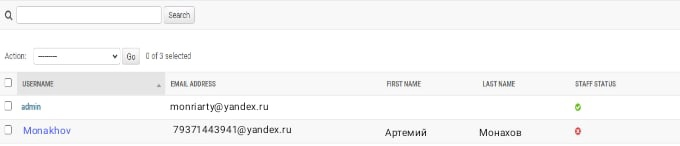 Search
Action: --------- Go 0 of 3 selected
USERNAME EMAIL ADDRESS FIRST NAME LAST NAME STAFF STATUS
admin monriarty@yandex.ru
Monakhov 79371443941@yandex.ru Артемий Монахов